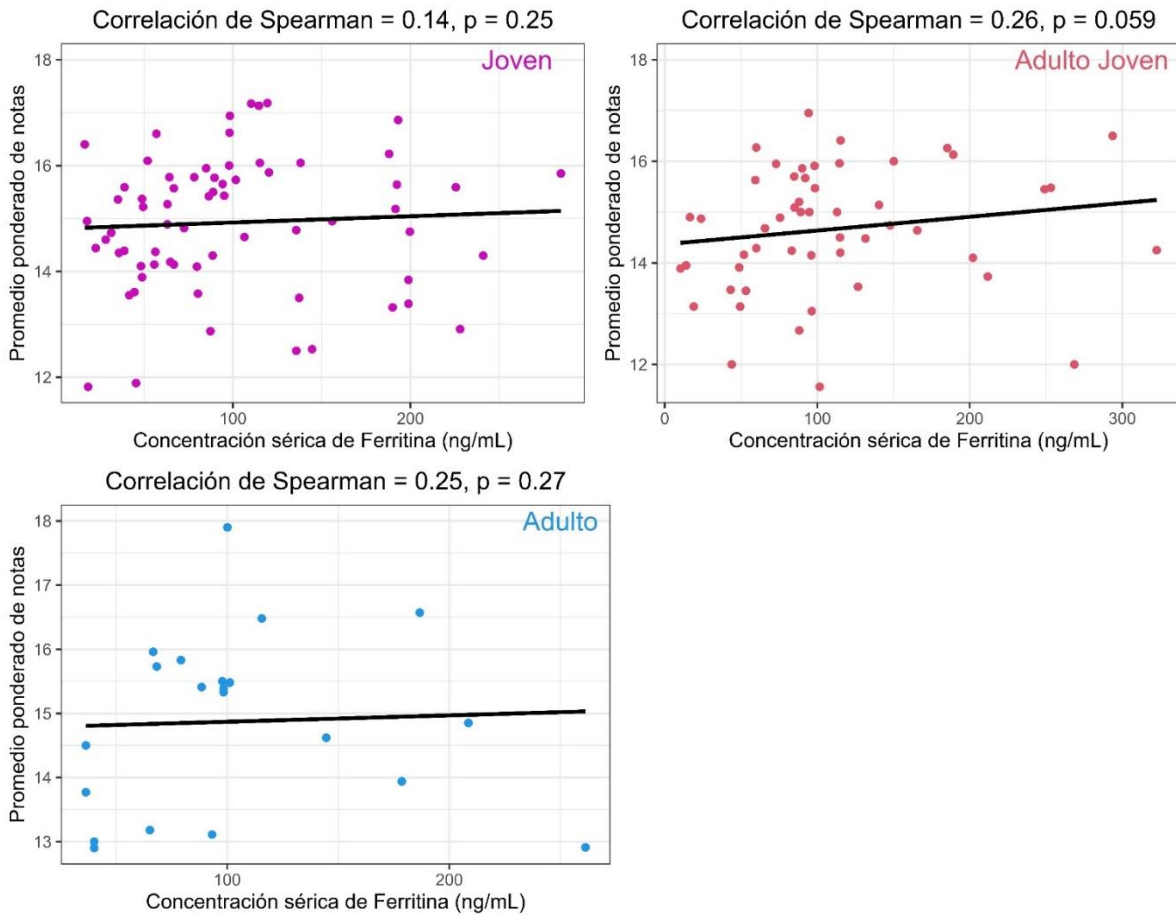 Correlación de Spearman = 0.14, p = 0.25
Joven
Promedio ponderado de notas
18
16
14
12
100
200
Concentración sérica de Ferritina (ng/mL)
Correlación de Spearman = 0.26, p = 0.059
Adulto Joven
Promedio ponderado de notas
18
16
14
12
0
100
200
300
Concentración sérica de Ferritina (ng/mL)
Correlación de Spearman = 0.25, p = 0.27
Adulto
Promedio ponderado de notas
18
17
16
15
14
13
100
200
Concentración sérica de Ferritina (ng/mL)